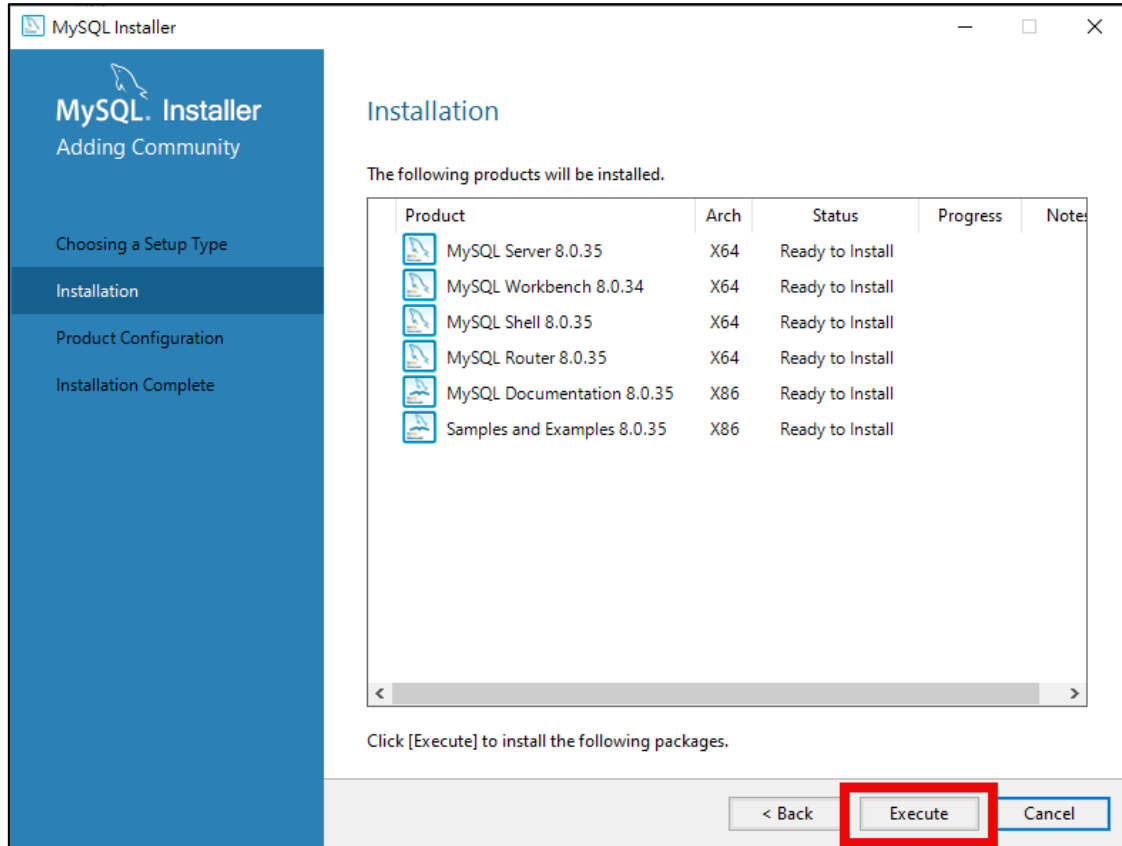 MySQL Installer
MySQL. Installer
Adding Community
Choosing a Setup Type
Installation
Product Configuration
Installation Complete
Installation
The following products will be installed.
Product Arch Status Progress Notes
MySQL Server 8.0.35 X64 Ready to Install
MySQL Workbench 8.0.34 X64 Ready to Install
MySQL Shell 8.0.35 X64 Ready to Install
MySQL Router 8.0.35 X64 Ready to Install
MySQL Documentation 8.0.35 X86 Ready to Install
Samples and Examples 8.0.35 X86 Ready to Install
Click [Execute] to install the following packages.
< Back Execute Cancel